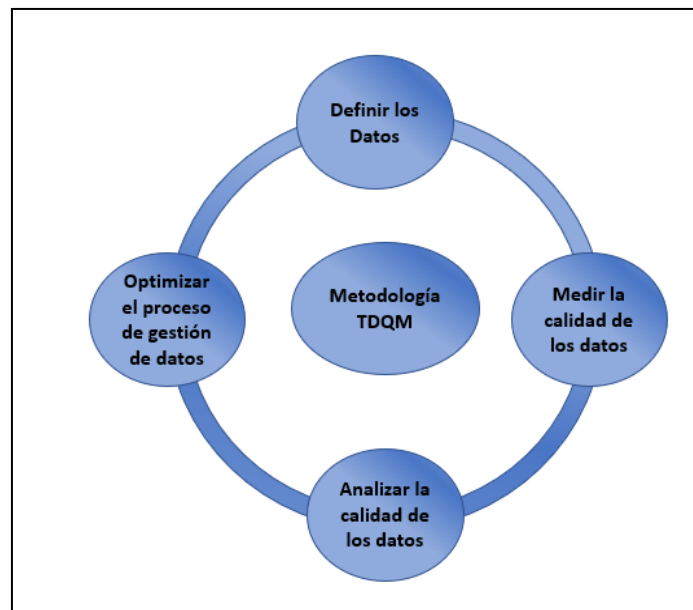 Definir los
Datos
Optimizar
el proceso
de gestión
de datos
Metodología
TDQM
Medir la
calidad de
los datos
Analizar la
calidad de
los datos